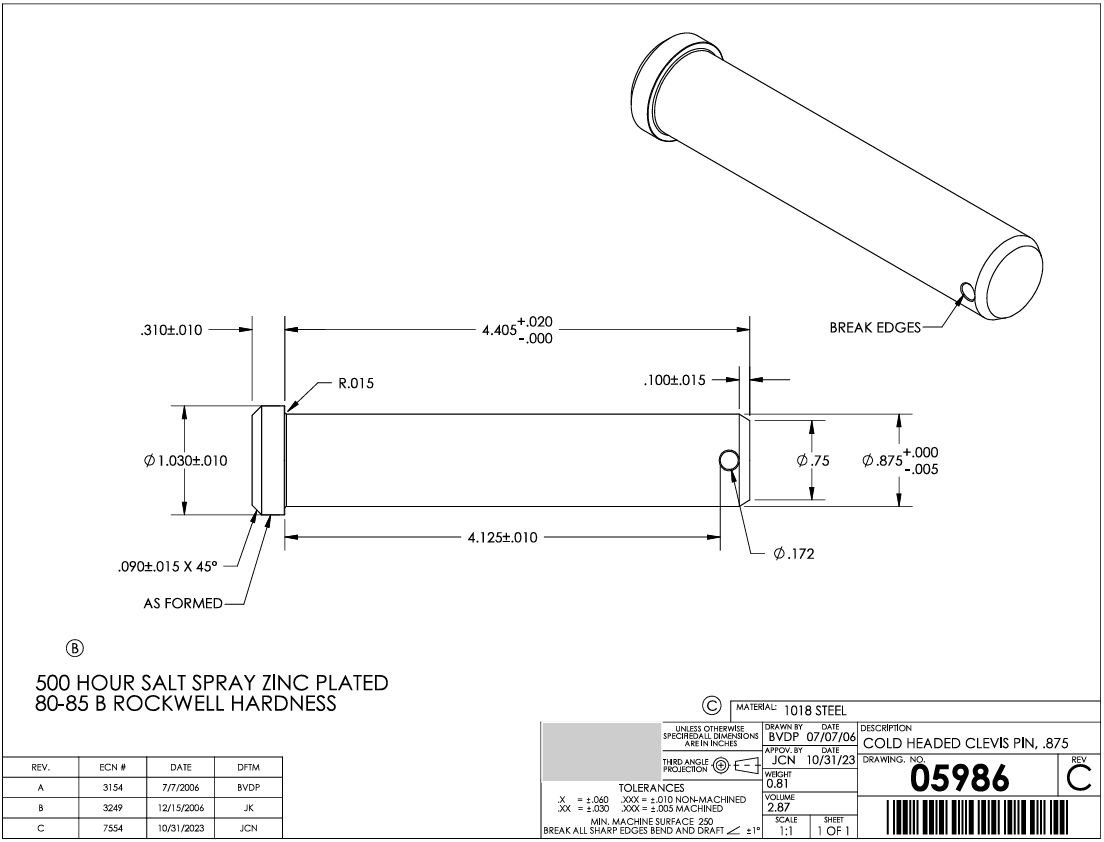 BREAK EDGES
.310±.010
4.405+.020
-.000
R.015
.100±.015
Ø1.030±.010
Ø.75
Ø.875+.000
-.005
4.125±.010
Ø.172
.090±.015 X 45°
AS FORMED
B
500 HOUR SALT SPRAY ZINC PLATED
80-85 B ROCKWELL HARDNESS
REV. ECN # DATE DFTM
A 3154 7/7/2006 BVDP
B 3249 12/15/2006 JK
C 7554 10/31/2023 JCN
C
MATERIAL: 1018 STEEL
UNLESS OTHERWISE
SPECIFIEDALL DIMENSIONS
ARE IN INCHES
THIRD ANGLE
PROJECTION
TOLERANCES
.X = ±.060 .XXX = ±.010 NON-MACHINED
.XX = ±.030 .XXX = ±.005 MACHINED
MIN. MACHINE SURFACE 250
BREAK ALL SHARP EDGES BEND AND DRAFT ∠ ±1°
DRAWN BY DATE
BVDP 07/07/06
APPOV. BY DATE
JCN 10/31/23
WEIGHT
0.81
VOLUME
2.87
SCALE
1:1
SHEET
1 OF 1
DESCRIPTION
COLD HEADED CLEVIS PIN, .875
DRAWING. NO.
05986
REV
C